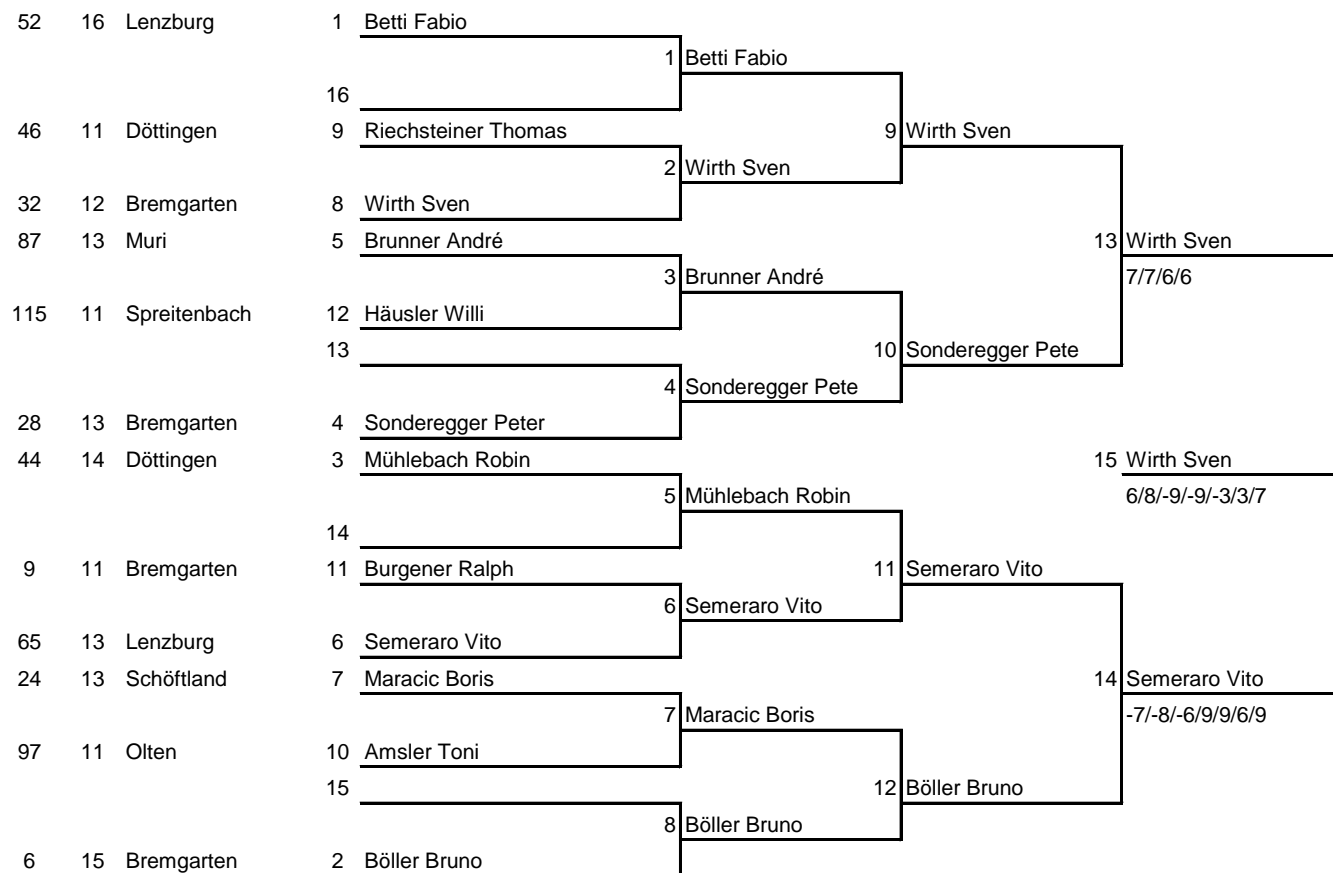 52 16 Lenzburg 1 Betti Fabio
1 Betti Fabio
16
46 11 Döttingen 9 Riechsteiner Thomas 9 Wirth Sven
2 Wirth Sven
32 12 Bremgarten 8 Wirth Sven
87 13 Muri 5 Brunner André 13 Wirth Sven
3 Brunner André 7/7/6/6
115 11 Spreitenbach 12 Häusler Willi
13 10 Sonderegger Pete
4 Sonderegger Pete
28 13 Bremgarten 4 Sonderegger Peter
44 14 Döttingen 3 Mühlebach Robin 15 Wirth Sven
5 Mühlebach Robin 6/8/-9/-9/-3/3/7
14
9 11 Bremgarten 11 Burgener Ralph 11 Semeraro Vito
6 Semeraro Vito
65 13 Lenzburg 6 Semeraro Vito
24 13 Schöftland 7 Maracic Boris 14 Semeraro Vito
7 Maracic Boris -7/-8/-6/9/9/6/9
97 11 Olten 10 Amsler Toni
15 12 Böller Bruno
8 Böller Bruno
6 15 Bremgarten 2 Böller Bruno